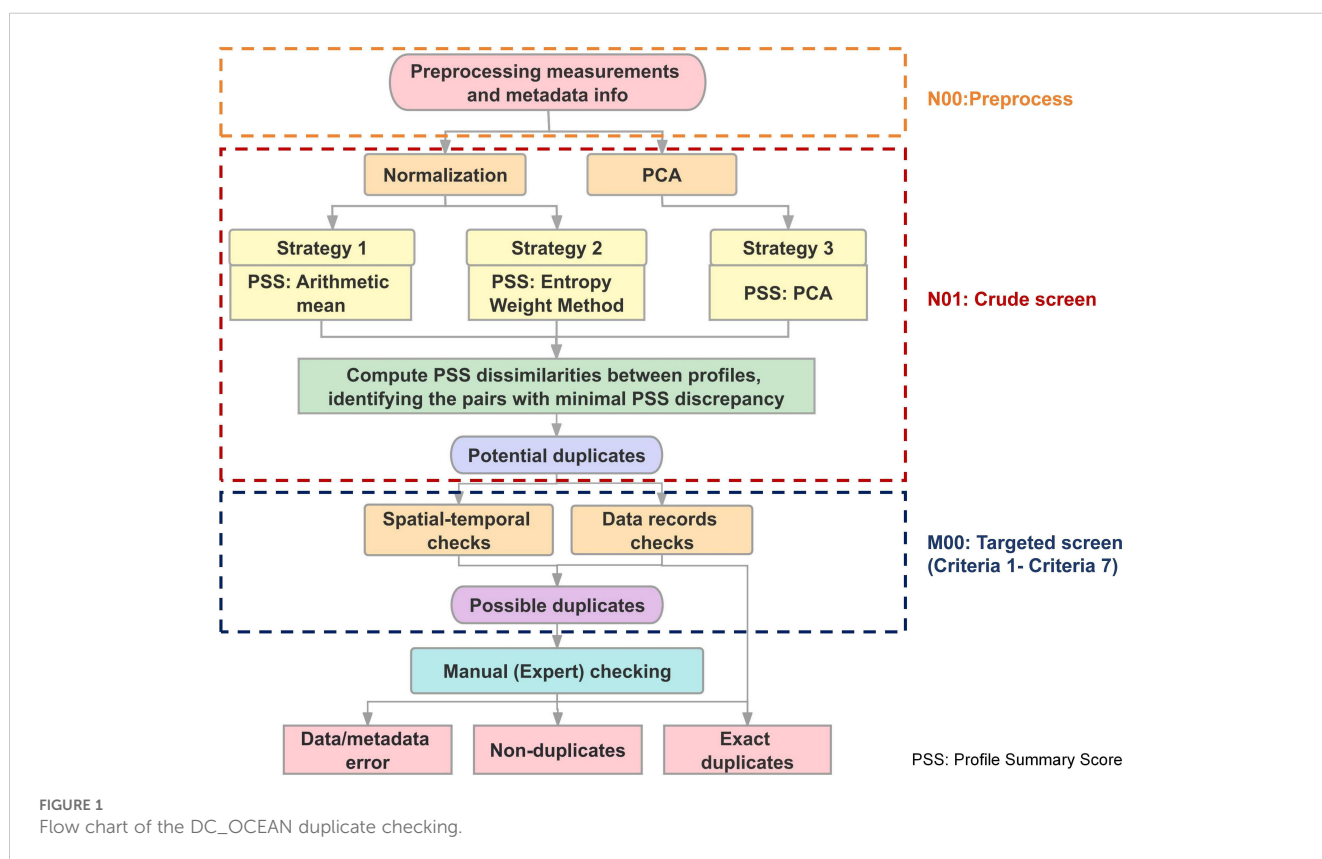 Preprocessing measurements
and metadata info
N00:Preprocess
Normalization
PCA
Strategy 1
PSS: Arithmetic
mean
Strategy 2
PSS: Entropy
Weight Method
Strategy 3
PSS: PCA
N01: Crude screen
Compute PSS dissimilarities between profiles,
identifying the pairs with minimal PSS discrepancy
Potential duplicates
Spatial-temporal
checks
Data records
checks
M00: Targeted screen
(Criteria 1- Criteria 7)
Possible duplicates
Manual (Expert) checking
Data/metadata
error
Non-duplicates
Exact
duplicates
PSS: Profile Summary Score
FIGURE 1
Flow chart of the DC_OCEAN duplicate checking.